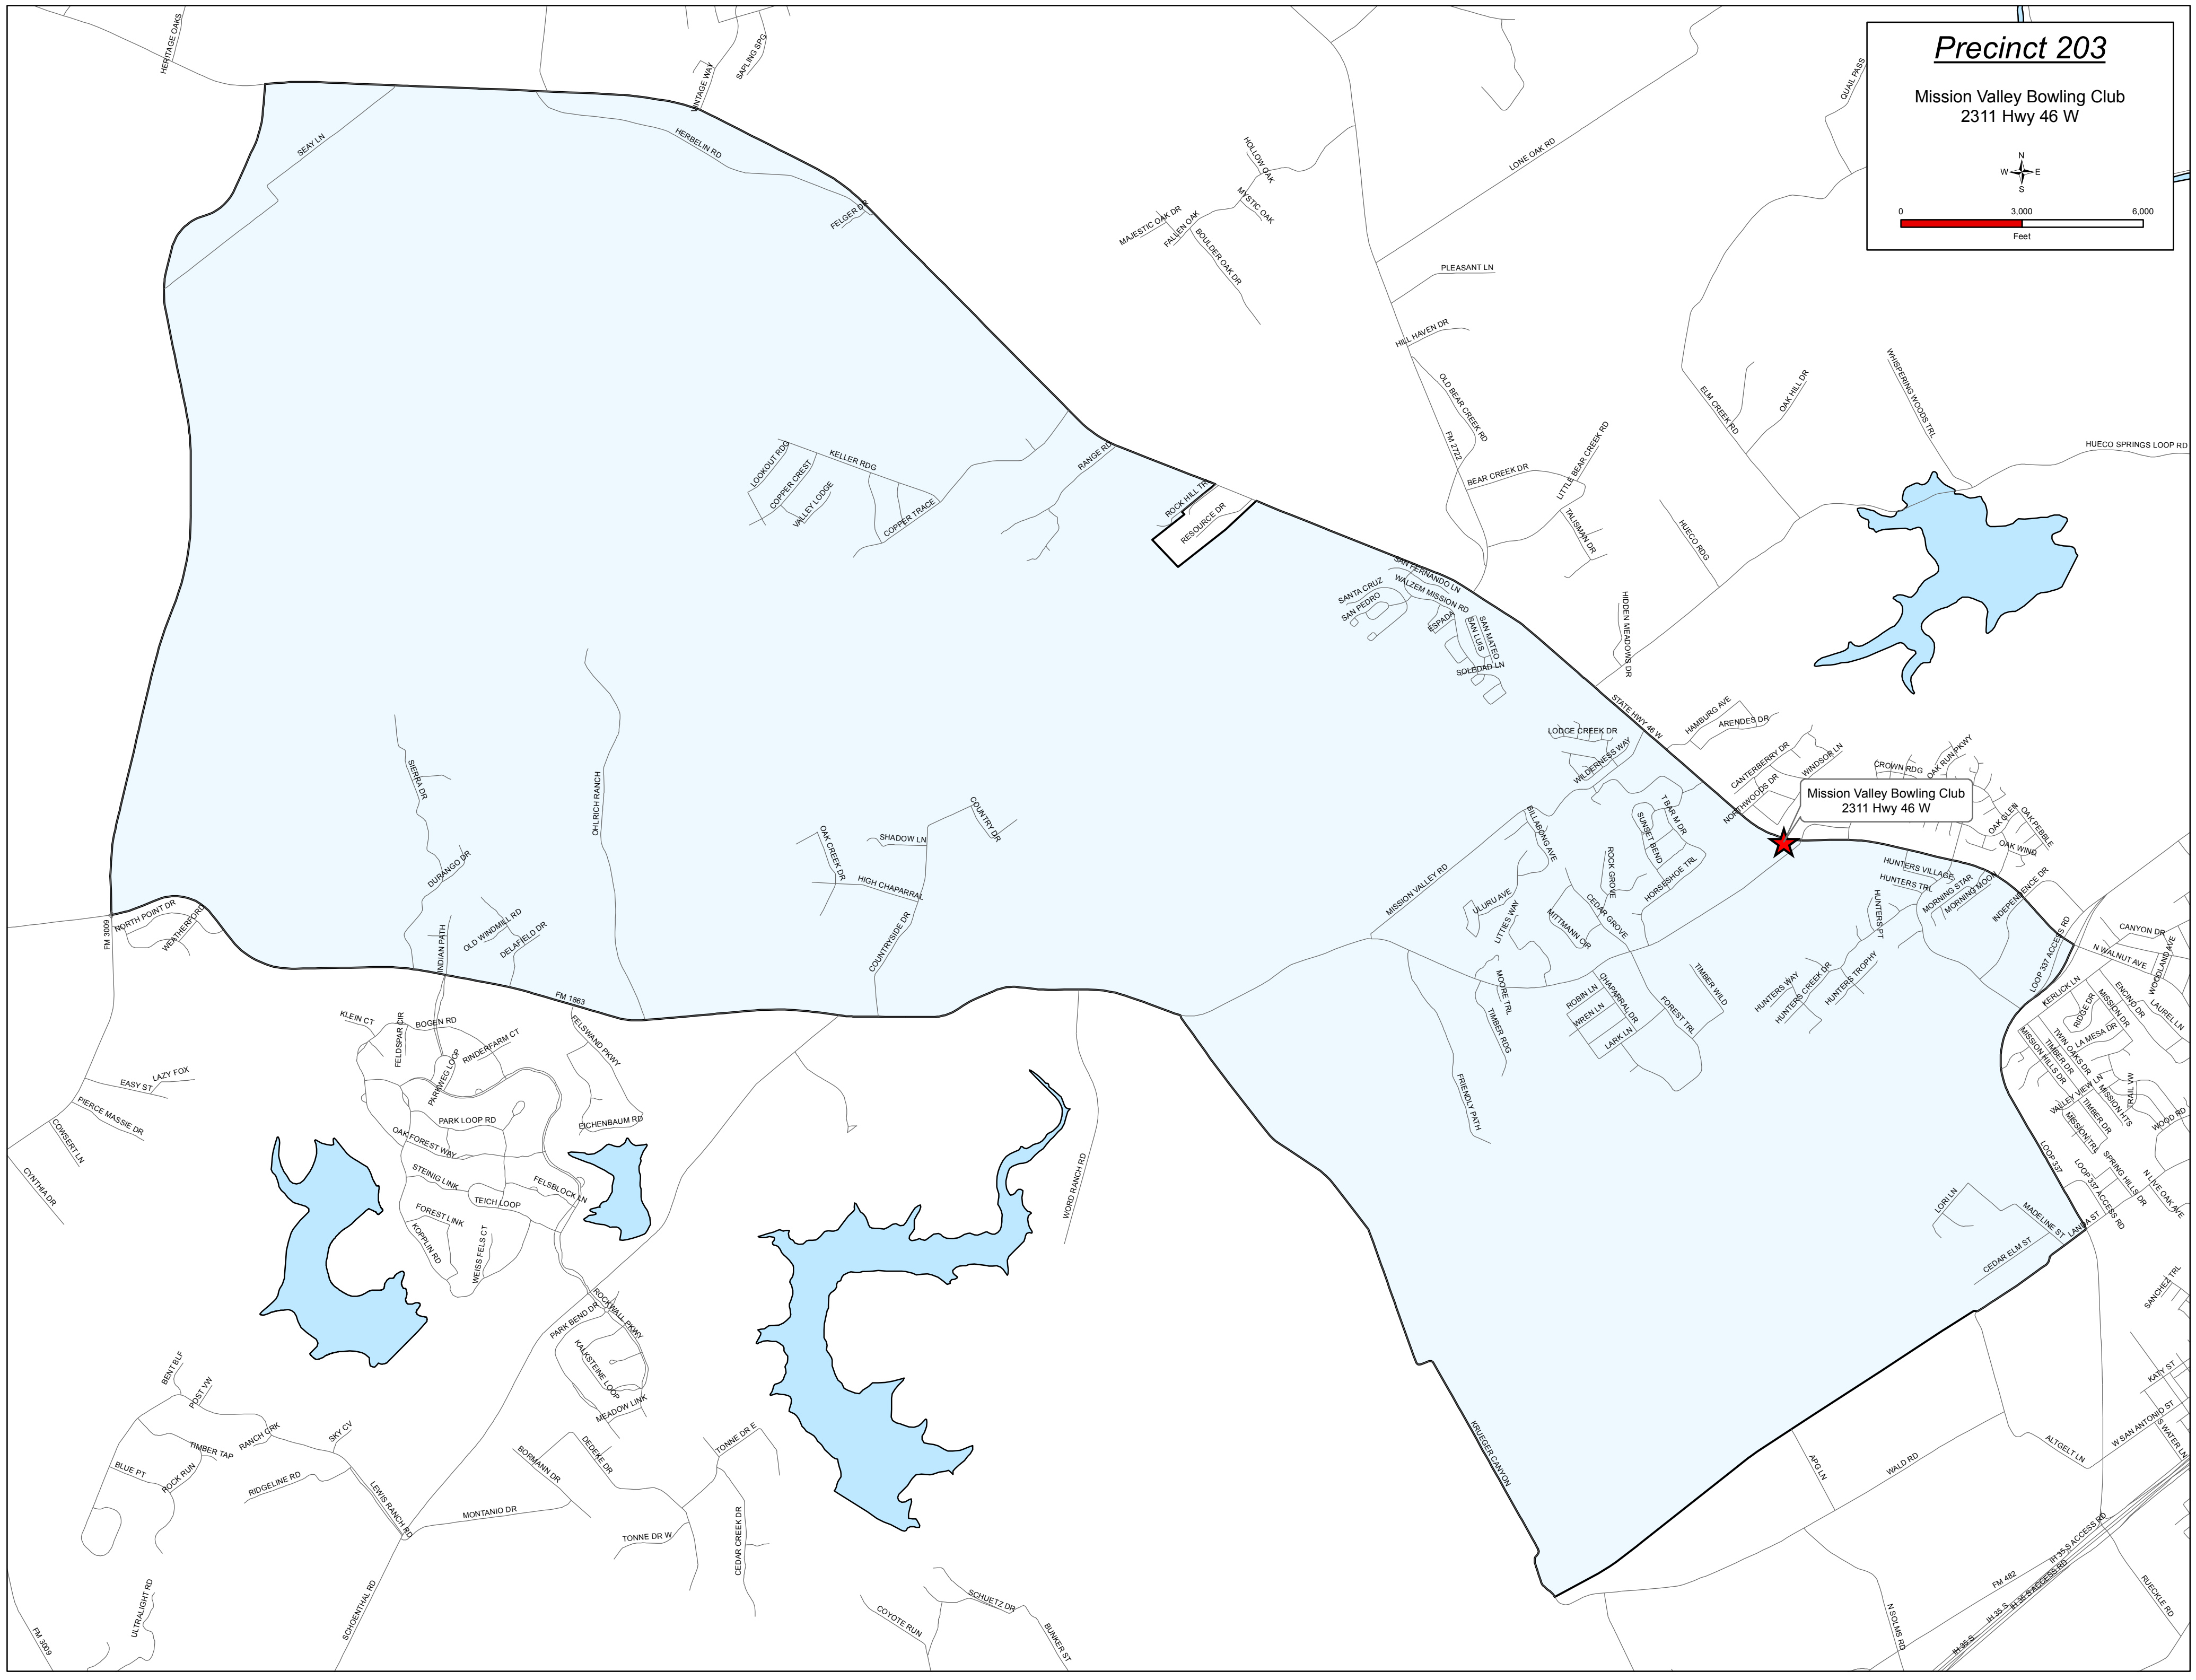 Precinct 203
Mission Valley Bowling Club
2311 Hwy 46 W
N
W E
S
0 3,000 6,000
Feet
HERITAGE OAKS
VINTAGE WAY
SAPLING SPG
QUAIL PASS
SEAY LN
HERBELIN RD
FELGER DR
HOLLOW OAK
MYSTIC OAK
MAJESTIC OAK DR
FALLEN OAK
BOULDER OAK DR
LONE OAK RD
PLEASANT LN
HILL HAVEN DR
OLD BEAR CREEK RD
FM 2722
BEAR CREEK DR
LITTLE BEAR CREEK RD
TALISMAN DR
ELM CREEK RD
OAK HILL DR
WHISPERING WOODS TRL
HUECO SPRINGS LOOP RD
HUECO RDG
HIDDEN MEADOWS DR
LOOKOUT RDG
KELLER RDG
COPPER CREST
VALLEY LODGE
COPPER TRACE
RANGE RD
ROCK HILL TRL
RESOURCE DR
SAN FERNANDO LN
WALZEM MISSION RD
SANTA CRUZ
SAN PEDRO
ESPADA
SAN LUIS
SAN MATEO
SOLEDAD LN
STATE HWY 46 W
HAMBURG AVE
ARENDES DR
LODGE CREEK DR
WILDERNESS WAY
CANTERBERRY DR
WINDSOR LN
NORTHWOODS DR
CROWN RDG
OAK RUN PKWY
Mission Valley Bowling Club
2311 Hwy 46 W
OAK GLEN
OAK PEBBLE
OAK WIND
SIERRA DR
OHLRICH RANCH
DURANGO DR
OLD WINDMILL RD
DELAFIELD DR
INDIAN PATH
OAK CREEK DR
SHADOW LN
COUNTRY DR
HIGH CHAPARRAL
COUNTRYSIDE DR
MISSION VALLEY RD
BILLABONG AVE
T BAR M DR
SUNSET BEND
ROCK GROVE
HORSESHOE TRL
CEDAR GROVE
ULURU AVE
LITTIES WAY
MITTMANN CIR
HUNTERS VILLAGE
HUNTERS TRL
MORNING STAR
MORNING MOON
INDEPENDENCE DR
HUNTERS PT
HUNTERS WAY
HUNTERS CREEK DR
HUNTERS TROPHY
LOOP 337 ACCESS RD
CANYON DR
N WALNUT AVE
WOODLAND AVE
KERLICK LN
ENCINO DR
LAUREL LN
MISSION DR
RIDGE DR
LA MESA DR
TWIN OAKS DR
TIMBER DR
MISSION HILLS DR
VALLEY VIEW LN
TRAIL VW
MISSION HTS
TIMBER DR
MISSION TRL
WOOD RD
FM 3009
NORTH POINT DR
WEATHERFORD
FM 1863
MOORE TRL
TIMBER RDG
ROBIN LN
WREN LN
CHAPARRAL DR
LARK LN
FOREST TRL
TIMBER WILD
FRIENDLY PATH
KLEIN CT
FELDSPAR CIR
BOGEN RD
RINDERFARM CT
PARKWEG LOOP
FELSWAND PKWY
EICHENBAUM RD
PARK LOOP RD
OAK FOREST WAY
STEINIG LINK
TEICH LOOP
FELSBLOCK LN
FOREST LINK
KOPPLIN RD
WEISS FELS CT
EASY ST
LAZY FOX
PIERCE MASSIE DR
COWSERT LN
CYNTHIA DR
WORD RANCH RD
LOOP 337
LOOP 337 ACCESS RD
SPRING HILLS DR
N LIVE OAK AVE
LORI LN
MADELINE ST
LANDA ST
CEDAR ELM ST
SANCHEZ TRL
ROCKWALL PKWY
PARK BEND DR
KALKSTEINE LOOP
MEADOW LINK
BENT BLF
POST VW
RANCH CRK
SKY CV
TIMBER TAP
BLUE PT
ROCK RUN
RIDGELINE RD
LEWIS RANCH RD
BORMANN DR
DEDEKE DR
TONNE DR E
MONTANIO DR
TONNE DR W
CEDAR CREEK DR
KRUEGER CANYON
KATY ST
W SAN ANTONIO ST
S WATER LN
ALTGELT LN
WALD RD
APG LN
IH 35 S ACCESS RD
IH 35 S ACCESS RD
FM 482
IH 35 S
IH 35 S
RUECKLE RD
N SOLMS RD
ULTRALIGHT RD
SCHOENTHAL RD
FM 3009
COYOTE RUN
SCHUETZ DR
BUNKER ST